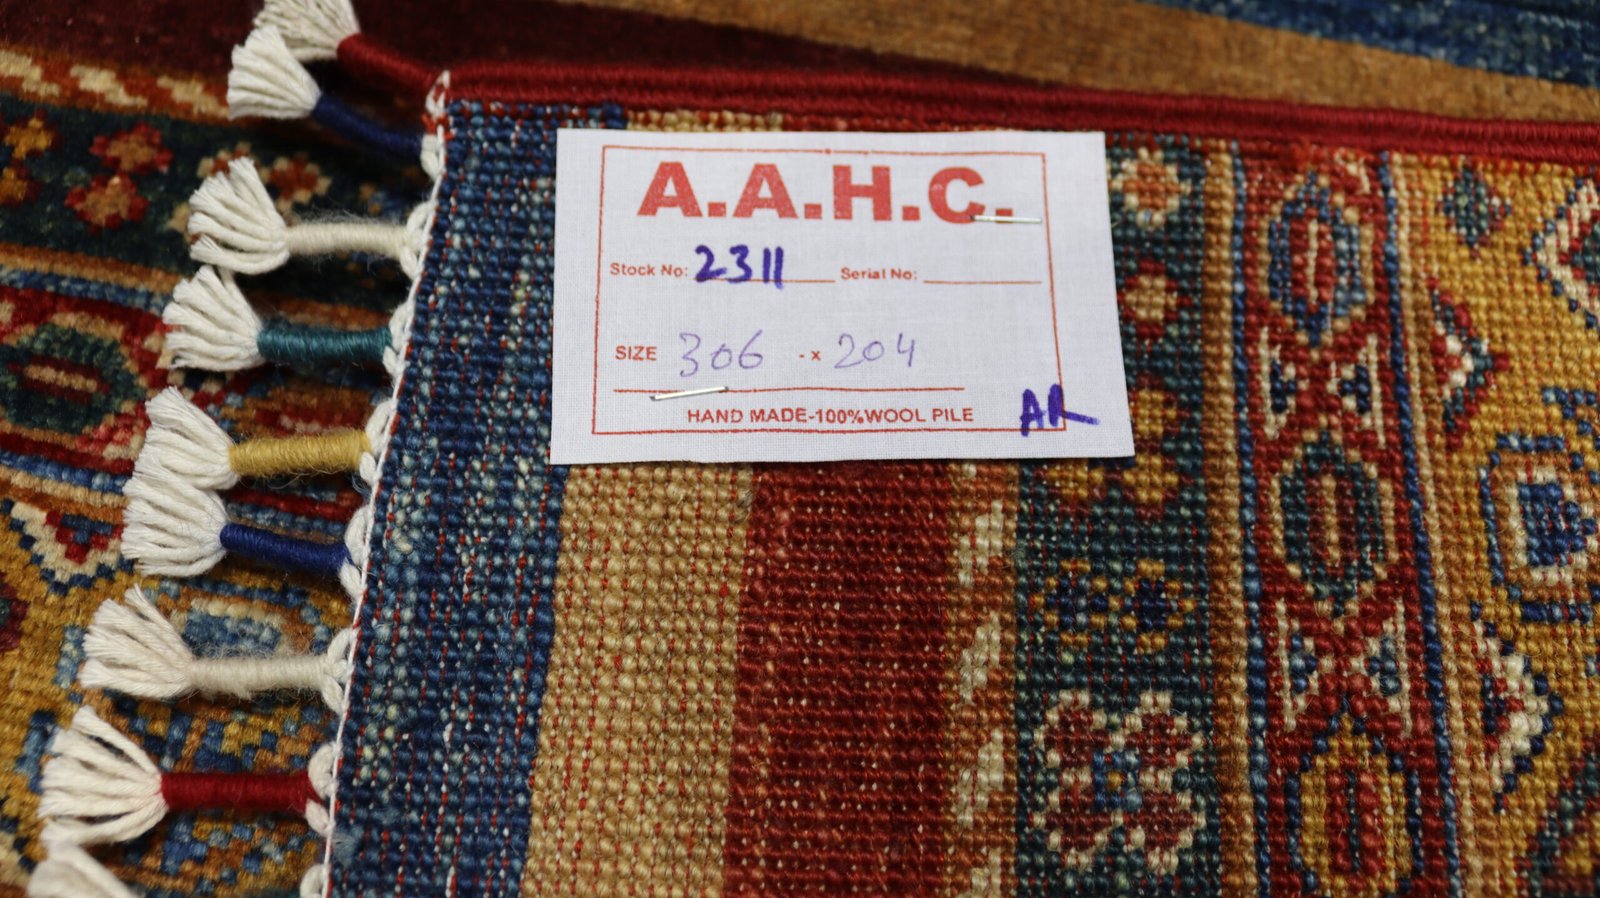 A.A.H.C.
Stock No: 2311 Serial No:
SIZE 306 - x 204
HAND MADE-100%WOOL PILE
AR